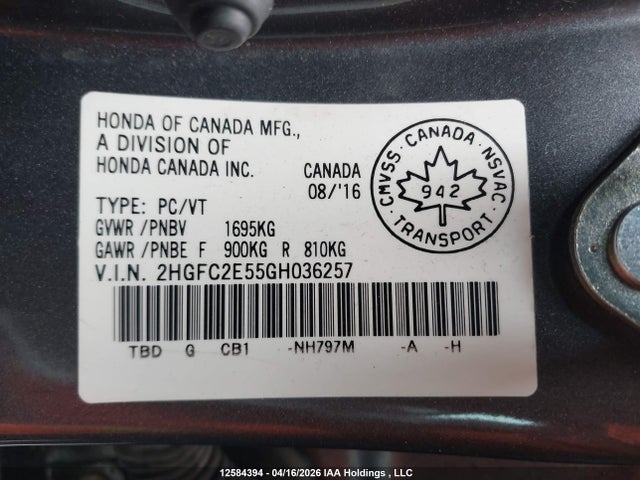 HONDA OF CANADA MFG.,
A DIVISION OF
HONDA CANADA INC.
CANADA
08/'16
CMVSS · CANADA · NSVAC
942
TRANSPORT
TYPE: PC/VT
GVWR /PNBV 1695KG
GAWR /PNBE F 900KG R 810KG
V.I.N. 2HGFC2E55GH036257
TBD G CB1 -NH797M -A -H
12584394 - 04/16/2026 IAA Holdings , LLC